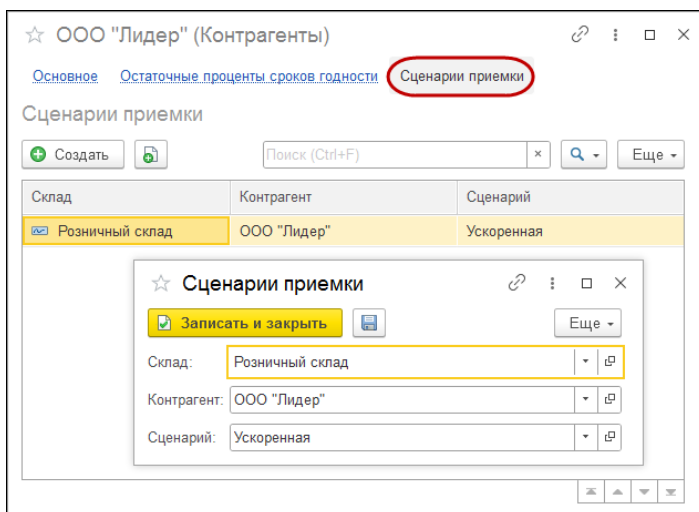 ООО "Лидер" (Контрагенты)
Основное Остаточные проценты сроков годности Сценарии приемки
Сценарии приемки
Создать Поиск (Ctrl+F) × Еще
Склад Контрагент Сценарий
Розничный склад ООО "Лидер" Ускоренная
Сценарии приемки
Записать и закрыть Еще
Склад: Розничный склад
Контрагент: ООО "Лидер"
Сценарий: Ускоренная